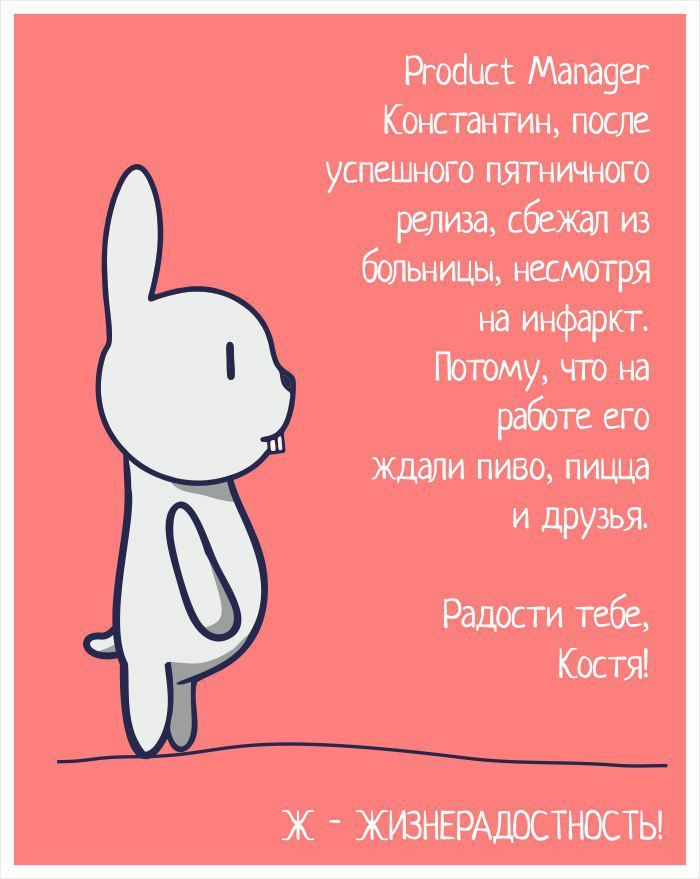 Product Manager
Константин, после
успешного пятничного
релиза, сбежал из
больницы, несмотря
на инфаркт.
Потому, что на
работе его
ждали пиво, пицца
и друзья.
Радости тебе,
Костя!
Ж - ЖИЗНЕРАДОСТНОСТЬ!